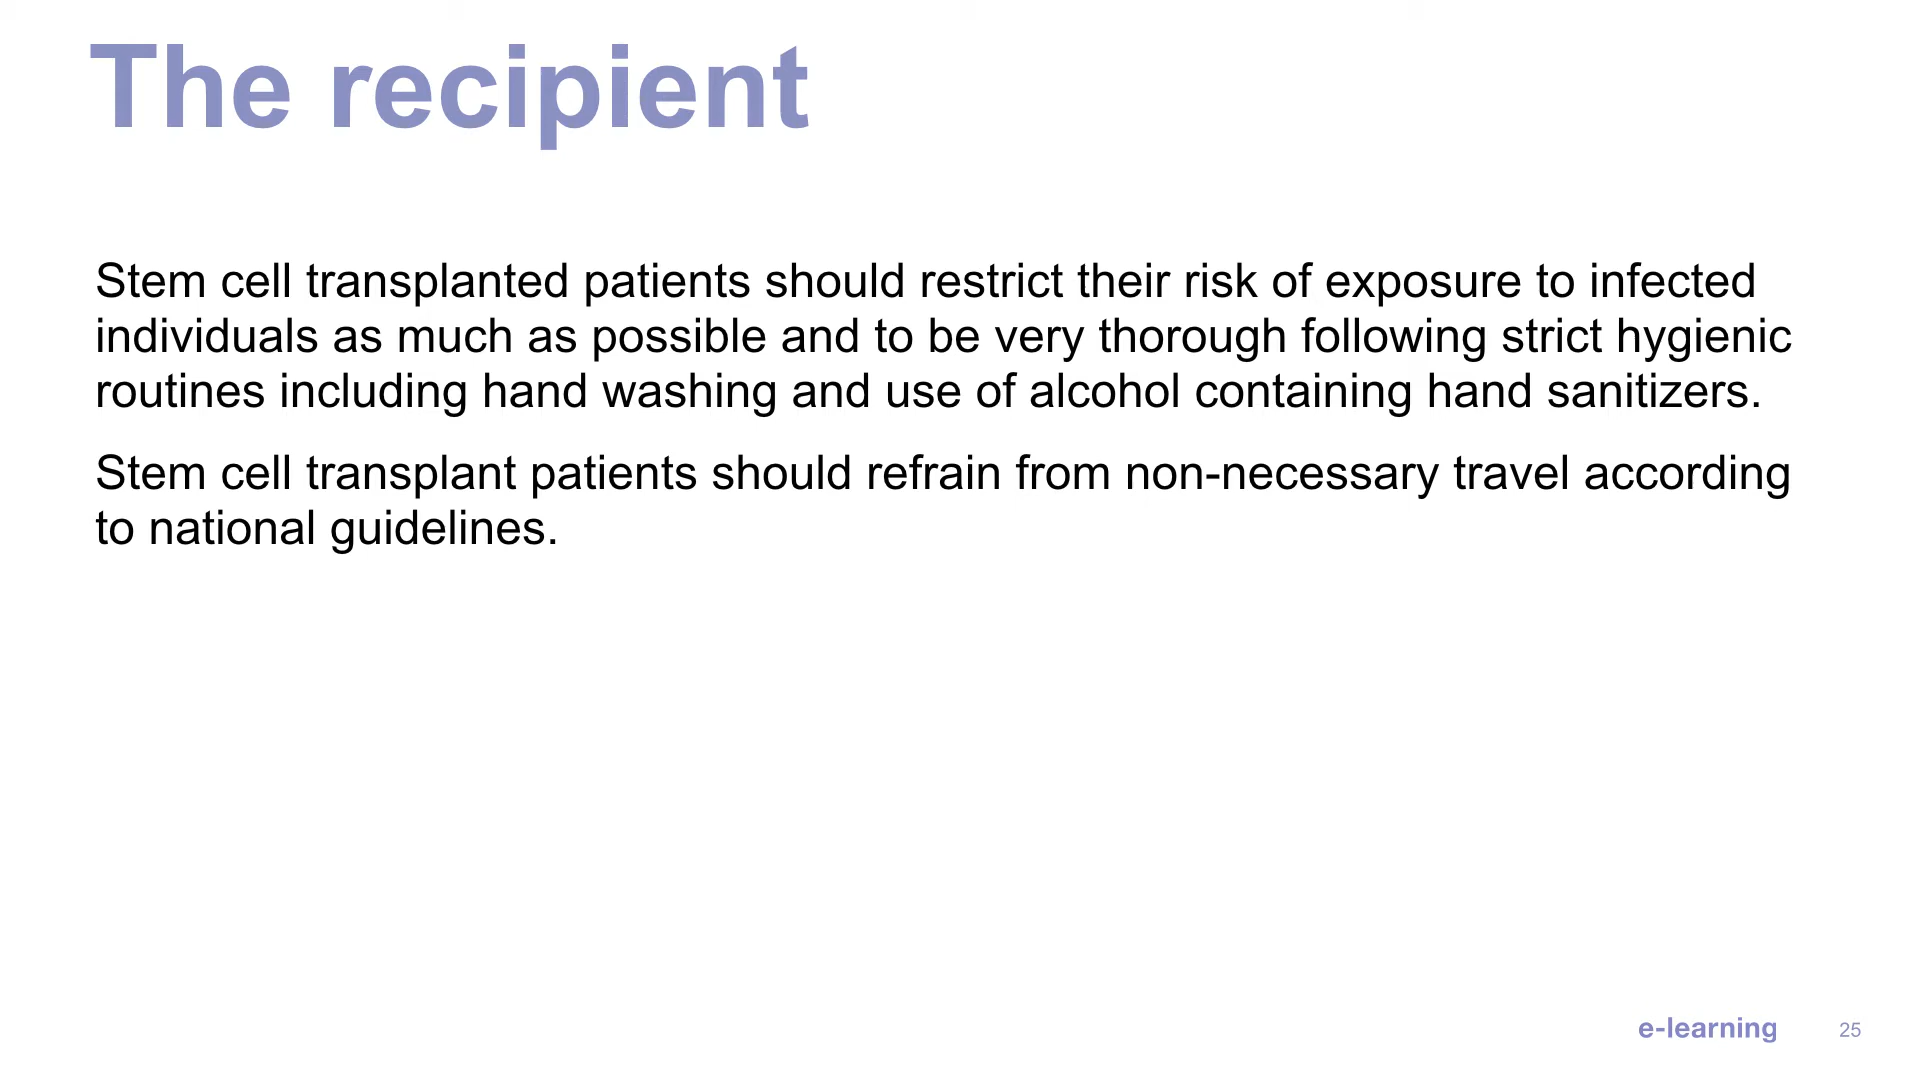 The recipient
Stem cell transplanted patients should restrict their risk of exposure to infected
individuals as much as possible and to be very thorough following strict hygienic
routines including hand washing and use of alcohol containing hand sanitizers.
Stem cell transplant patients should refrain from non-necessary travel according
to national guidelines.
e-learning 25